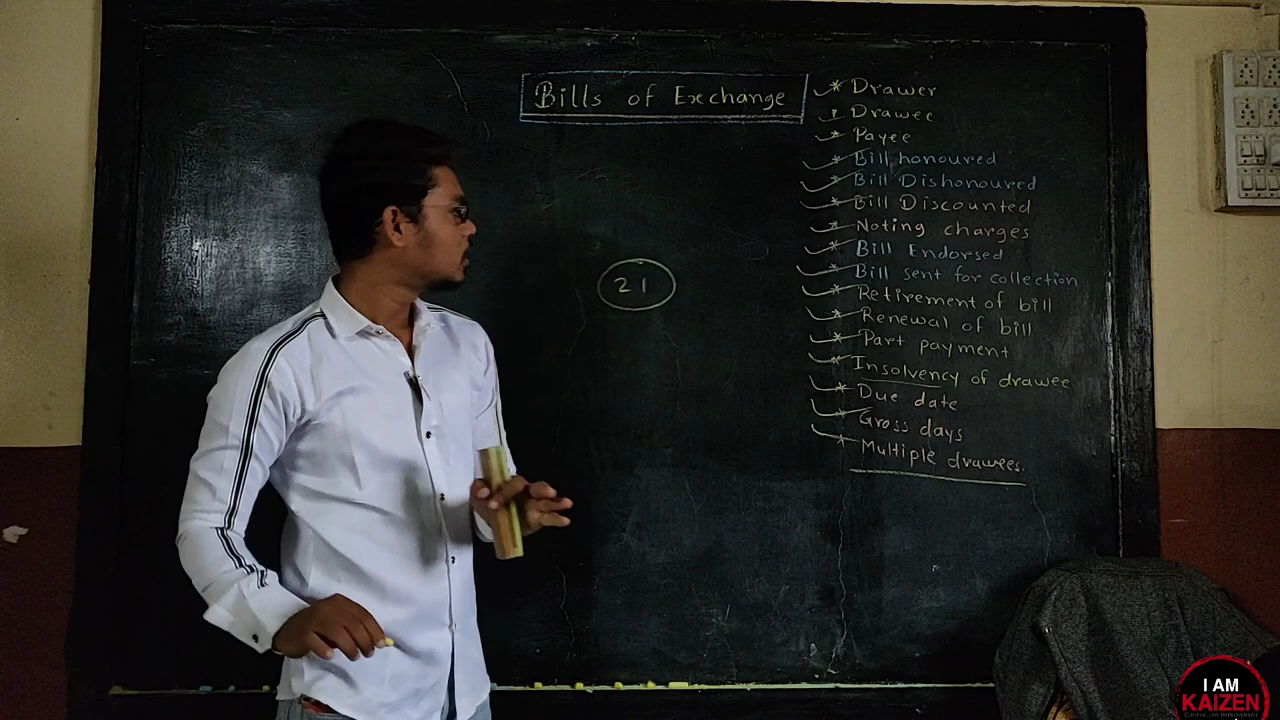 Bills of Exchange
21
* Drawer
* Drawee
* Payee
* Bill honoured
* Bill Dishonoured
* Bill Discounted
* Noting charges
* Bill Endorsed
* Bill sent for collection
* Retirement of bill
* Renewal of bill
* Part payment
* Insolvency of drawee
* Due date
* Gross days
* Multiple drawees.
I AM
KAIZEN